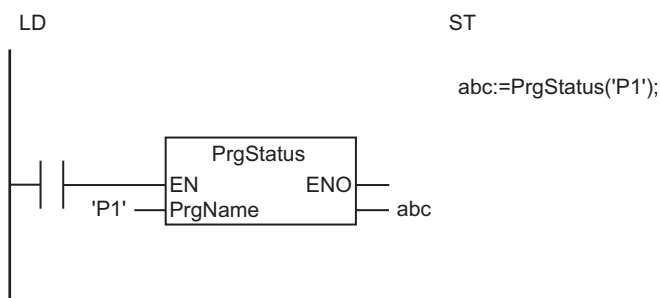 LD
ST
abc:=PrgStatus('P1');
PrgStatus
EN ENO
'P1' PrgName abc